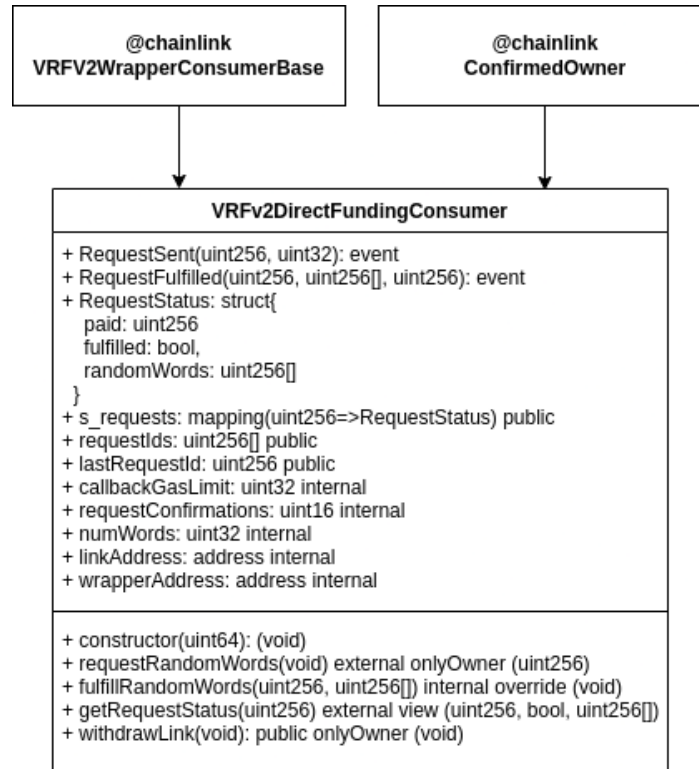 @chainlink
VRFV2WrapperConsumerBase
@chainlink
ConfirmedOwner
VRFv2DirectFundingConsumer
+ RequestSent(uint256, uint32): event
+ RequestFulfilled(uint256, uint256[], uint256): event
+ RequestStatus: struct{
paid: uint256
fulfilled: bool,
randomWords: uint256[]
}
+ s_requests: mapping(uint256=>RequestStatus) public
+ requestIds: uint256[] public
+ lastRequestId: uint256 public
+ callbackGasLimit: uint32 internal
+ requestConfirmations: uint16 internal
+ numWords: uint32 internal
+ linkAddress: address internal
+ wrapperAddress: address internal
+ constructor(uint64): (void)
+ requestRandomWords(void) external onlyOwner (uint256)
+ fulfillRandomWords(uint256, uint256[]) internal override (void)
+ getRequestStatus(uint256) external view (uint256, bool, uint256[])
+ withdrawLink(void): public onlyOwner (void)